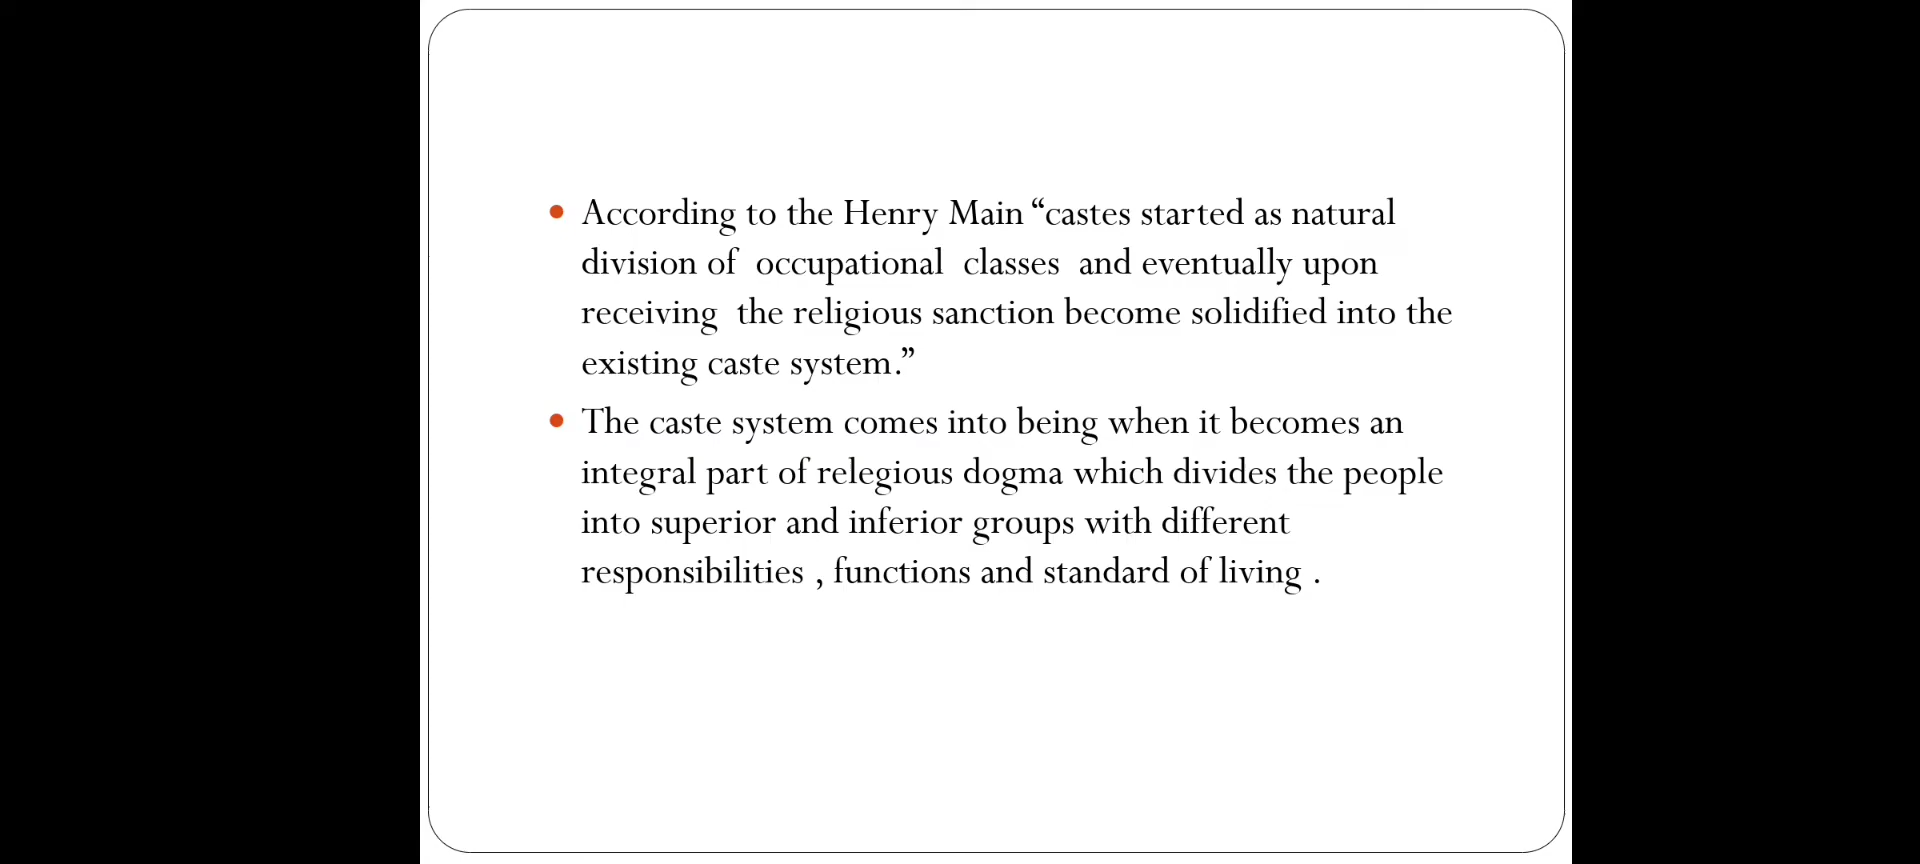 According to the Henry Main “castes started as natural
division of occupational classes and eventually upon
receiving the religious sanction become solidified into the
existing caste system.”
The caste system comes into being when it becomes an
integral part of relegious dogma which divides the people
into superior and inferior groups with different
responsibilities , functions and standard of living .